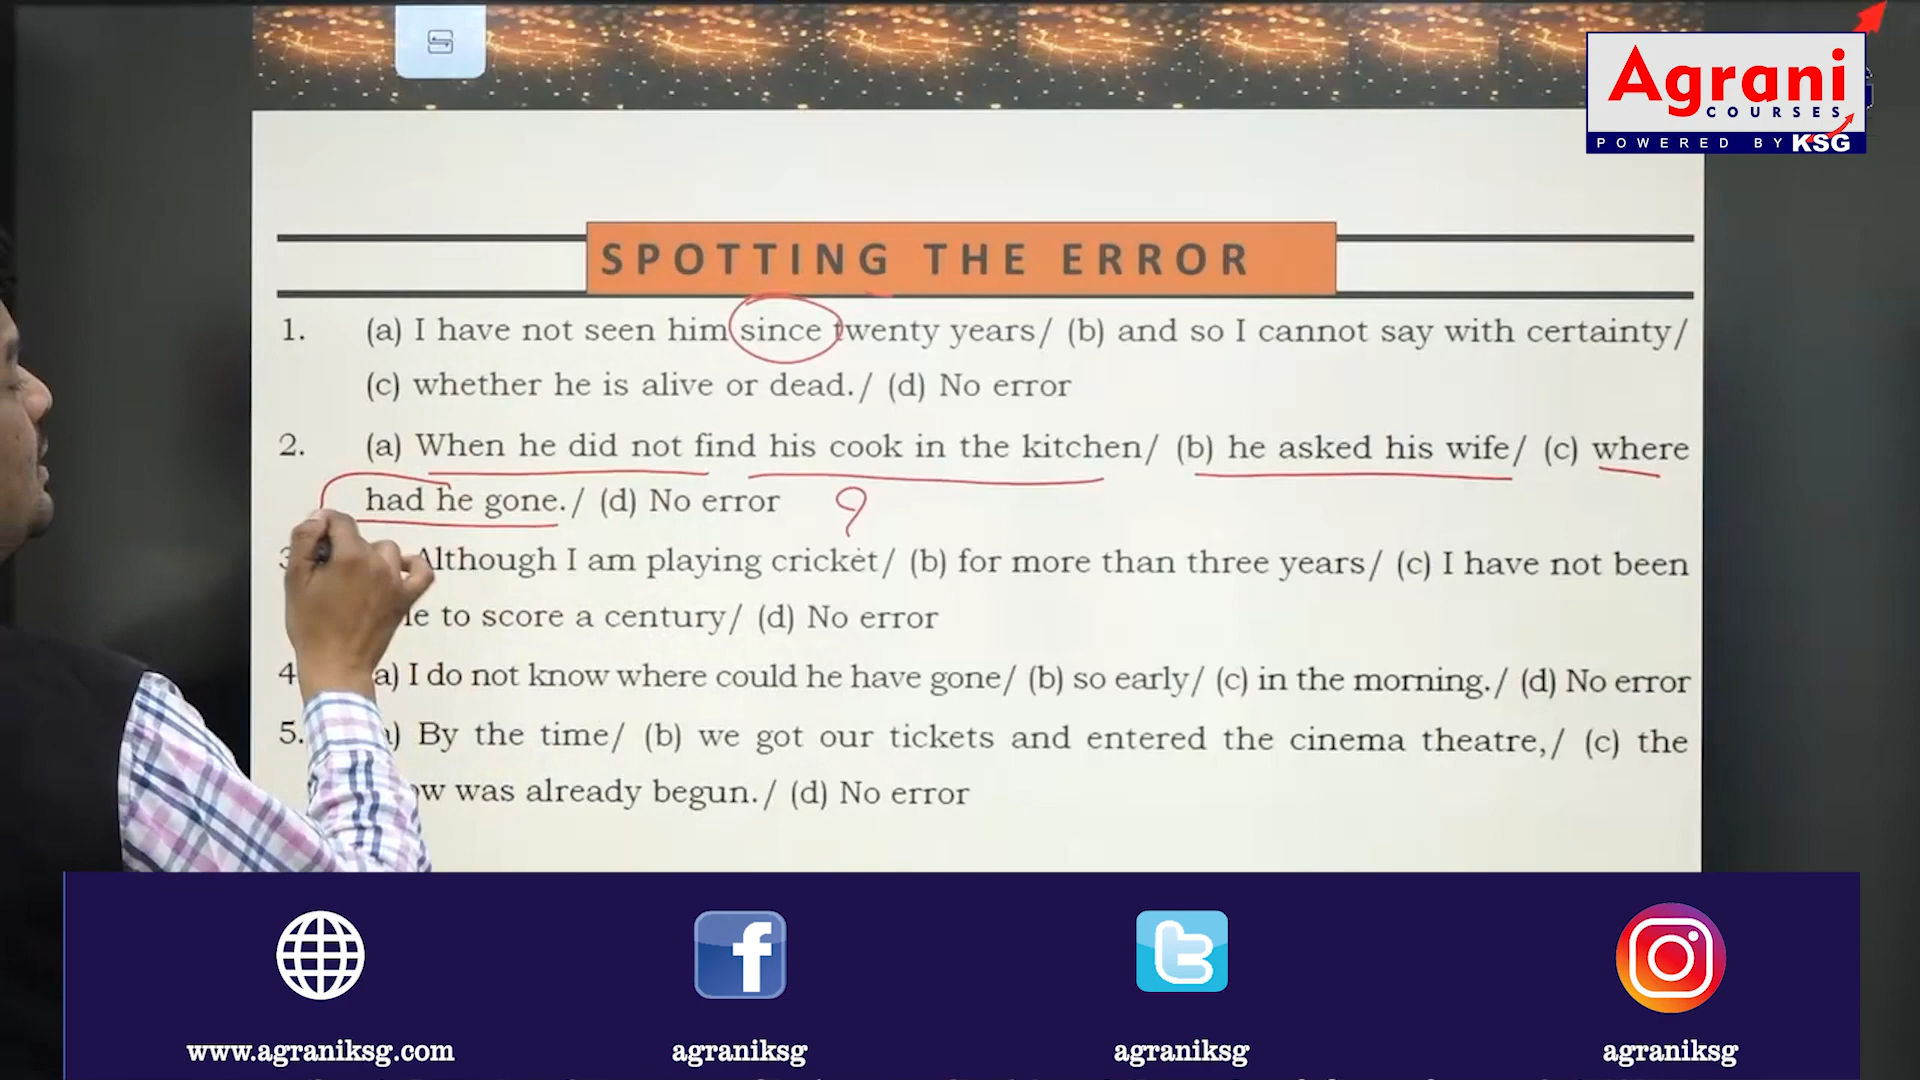 Agrani
COURSES
POWERED BY KSG
SPOTTING THE ERROR
1. (a) I have not seen him since twenty years/ (b) and so I cannot say with certainty/
(c) whether he is alive or dead./ (d) No error
2. (a) When he did not find his cook in the kitchen/ (b) he asked his wife/ (c) where
had he gone./ (d) No error
Although I am playing cricket/ (b) for more than three years/ (c) I have not been
to score a century/ (d) No error
4 a) I do not know where could he have gone/ (b) so early/ (c) in the morning./ (d) No error
5. ) By the time/ (b) we got our tickets and entered the cinema theatre,/ (c) the
was already begun./ (d) No error
www.agraniksg.com
agraniksg
agraniksg
agraniksg